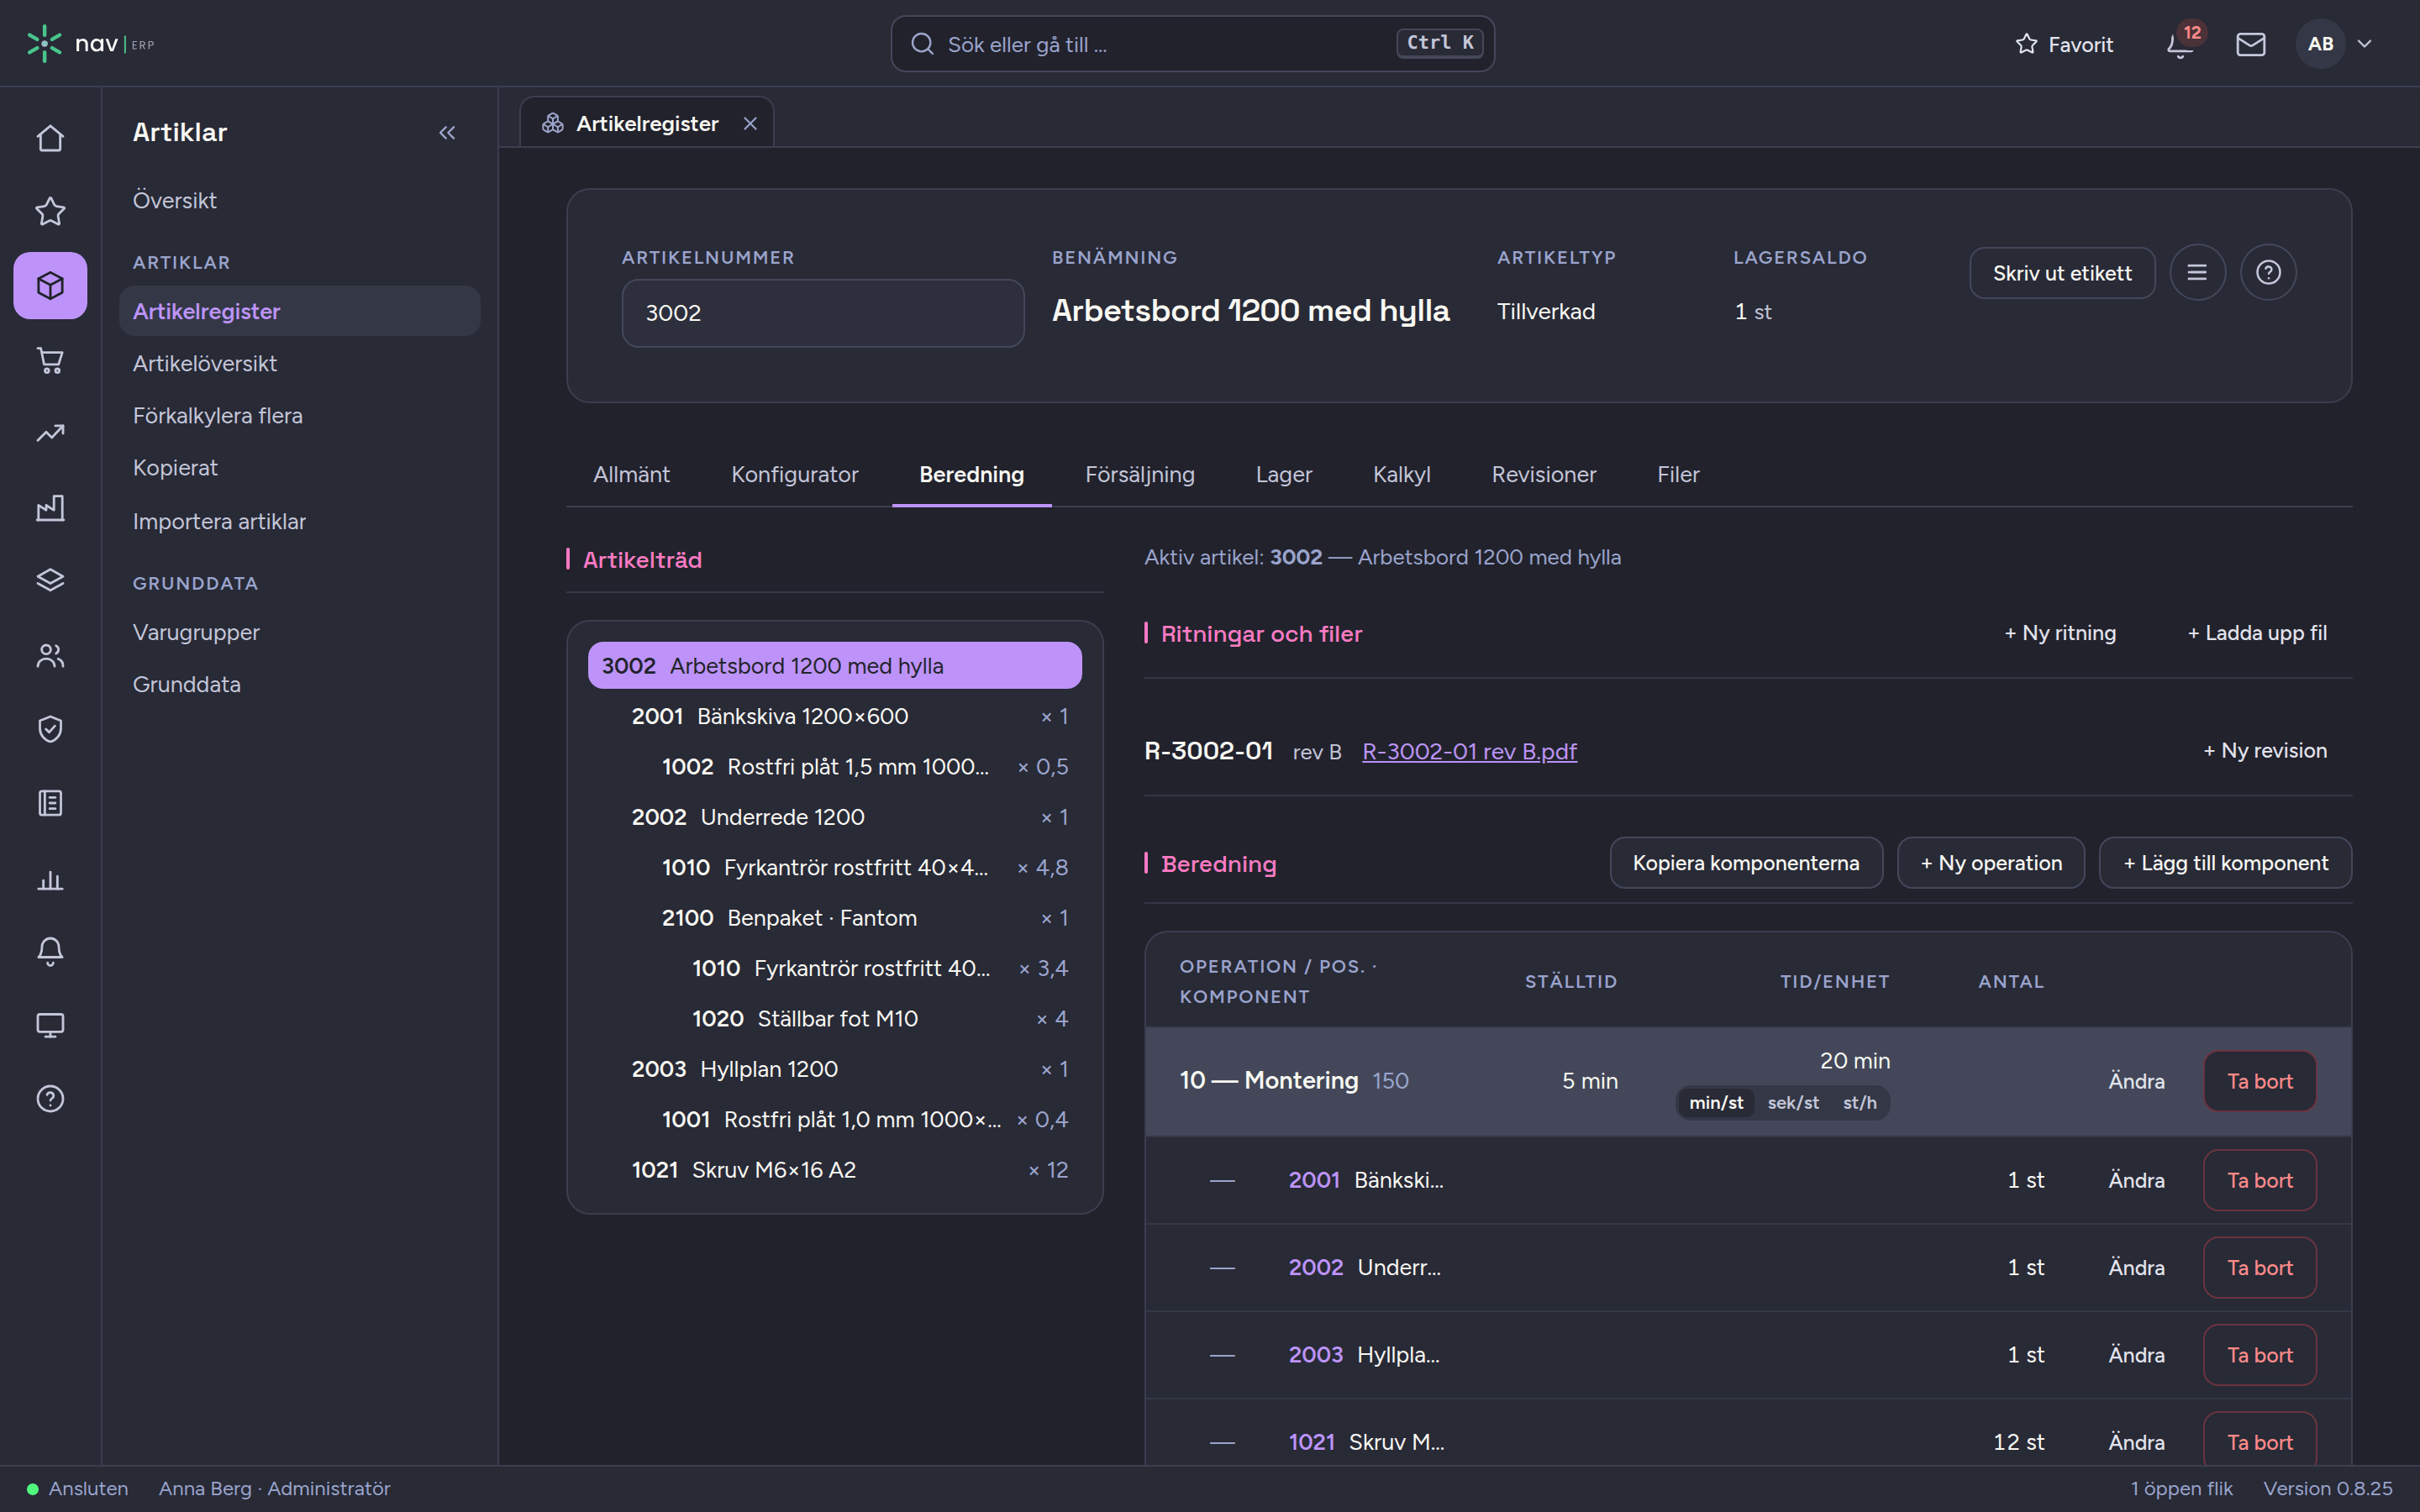 nav ERP
Sök eller gå till ... Ctrl K
Favorit 12 AB
Artiklar
Översikt
ARTIKLAR
Artikelregister
Artikelöversikt
Förkalkylera flera
Kopierat
Importera artiklar
GRUNDDATA
Varugrupper
Grunddata
Artikelregister
ARTIKELNUMMER BENÄMNING ARTIKELTYP LAGERSALDO
3002 Arbetsbord 1200 med hylla Tillverkad 1 st
Skriv ut etikett
Allmänt Konfigurator Beredning Försäljning Lager Kalkyl Revisioner Filer
Artikelträd
3002 Arbetsbord 1200 med hylla
2001 Bänkskiva 1200×600 × 1
1002 Rostfri plåt 1,5 mm 1000... × 0,5
2002 Underrede 1200 × 1
1010 Fyrkantrör rostfritt 40×4... × 4,8
2100 Benpaket · Fantom × 1
1010 Fyrkantrör rostfritt 40... × 3,4
1020 Ställbar fot M10 × 4
2003 Hyllplan 1200 × 1
1001 Rostfri plåt 1,0 mm 1000×... × 0,4
1021 Skruv M6×16 A2 × 12
Aktiv artikel: 3002 — Arbetsbord 1200 med hylla
Ritningar och filer + Ny ritning + Ladda upp fil
R-3002-01 rev B R-3002-01 rev B.pdf + Ny revision
Beredning Kopiera komponenterna + Ny operation + Lägg till komponent
OPERATION / POS. ·
KOMPONENT STÄLLTID TID/ENHET ANTAL
10 — Montering 150 5 min 20 min Ändra Ta bort
min/st sek/st st/h
— 2001 Bänkski... 1 st Ändra Ta bort
— 2002 Underr... 1 st Ändra Ta bort
— 2003 Hyllpla... 1 st Ändra Ta bort
— 1021 Skruv M... 12 st Ändra Ta bort
Ansluten Anna Berg · Administratör 1 öppen flik Version 0.8.25